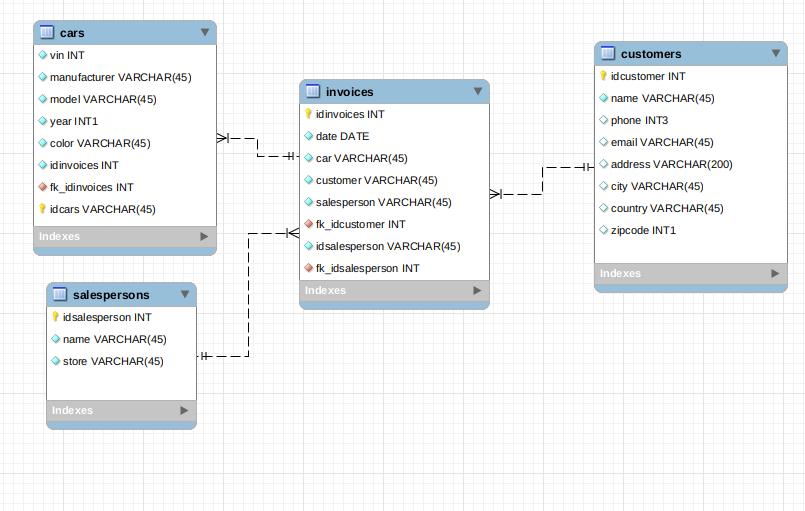 cars
vin INT
manufacturer VARCHAR(45)
model VARCHAR(45)
year INT1
color VARCHAR(45)
idinvoices INT
fk_idinvoices INT
idcars VARCHAR(45)
Indexes
salespersons
idsalesperson INT
name VARCHAR(45)
store VARCHAR(45)
Indexes
invoices
idinvoices INT
date DATE
car VARCHAR(45)
customer VARCHAR(45)
salesperson VARCHAR(45)
fk_idcustomer INT
idsalesperson VARCHAR(45)
fk_idsalesperson INT
Indexes
customers
idcustomer INT
name VARCHAR(45)
phone INT3
email VARCHAR(45)
address VARCHAR(200)
city VARCHAR(45)
country VARCHAR(45)
zipcode INT1
Indexes